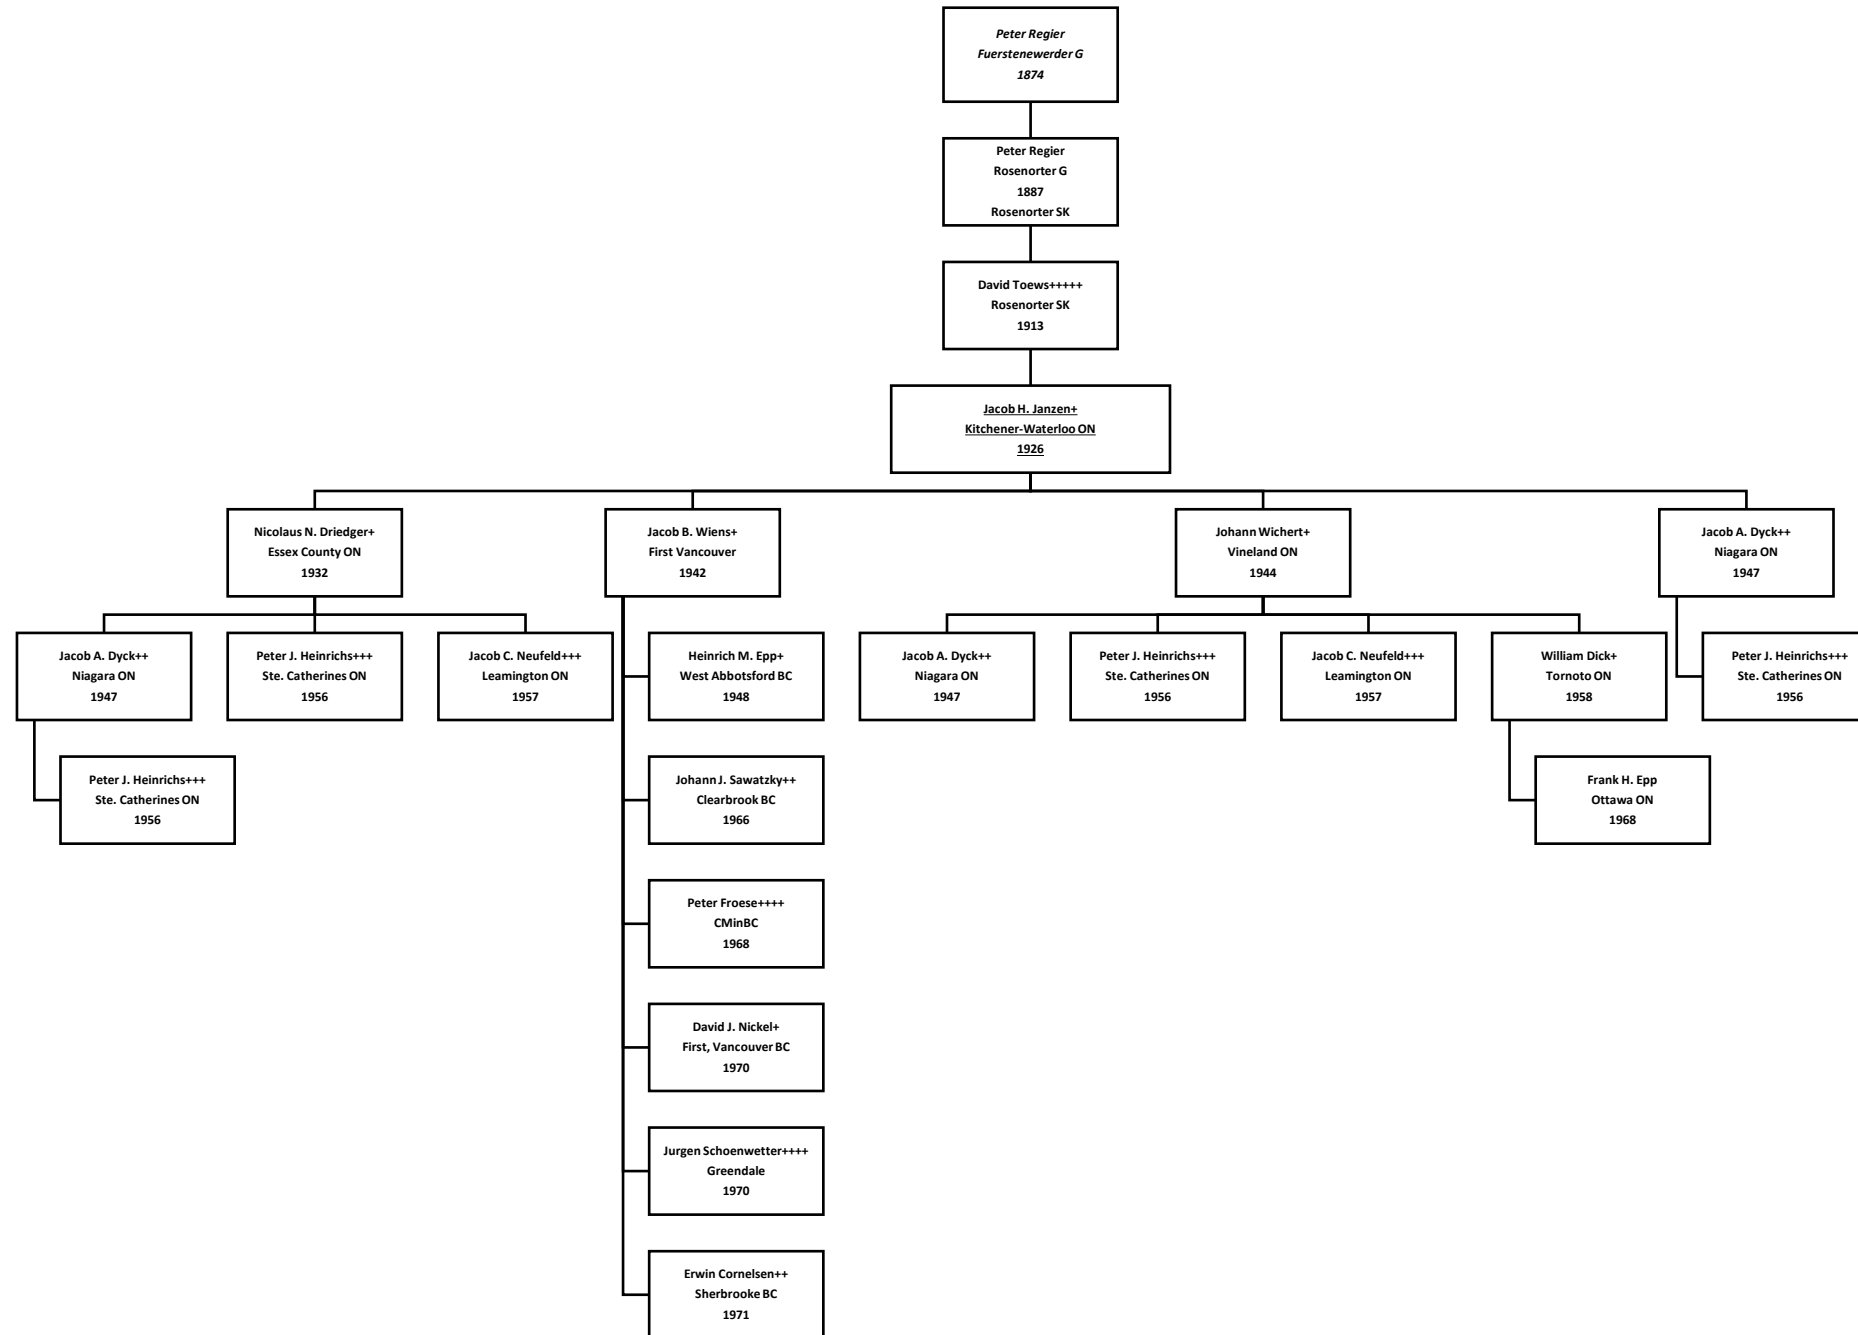 Peter Regier
Fuerstenewerder G
1874
Peter Regier
Rosenorter G
1887
Rosenorter SK
David Toews+++++
Rosenorter SK
1913
Jacob H. Janzen+
Kitchener-Waterloo ON
1926
Nicolaus N. Driedger+
Essex County ON
1932
Jacob B. Wiens+
First Vancouver
1942
Johann Wichert+
Vineland ON
1944
Jacob A. Dyck++
Niagara ON
1947
Jacob A. Dyck++
Niagara ON
1947
Peter J. Heinrichs+++
Ste. Catherines ON
1956
Jacob C. Neufeld+++
Leamington ON
1957
Heinrich M. Epp+
West Abbotsford BC
1948
Jacob A. Dyck++
Niagara ON
1947
Peter J. Heinrichs+++
Ste. Catherines ON
1956
Jacob C. Neufeld+++
Leamington ON
1957
William Dick+
Tornoto ON
1958
Peter J. Heinrichs+++
Ste. Catherines ON
1956
Peter J. Heinrichs+++
Ste. Catherines ON
1956
Johann J. Sawatzky++
Clearbrook BC
1966
Frank H. Epp
Ottawa ON
1968
Peter Froese++++
CMinBC
1968
David J. Nickel+
First, Vancouver BC
1970
Jurgen Schoenwetter++++
Greendale
1970
Erwin Cornelsen++
Sherbrooke BC
1971